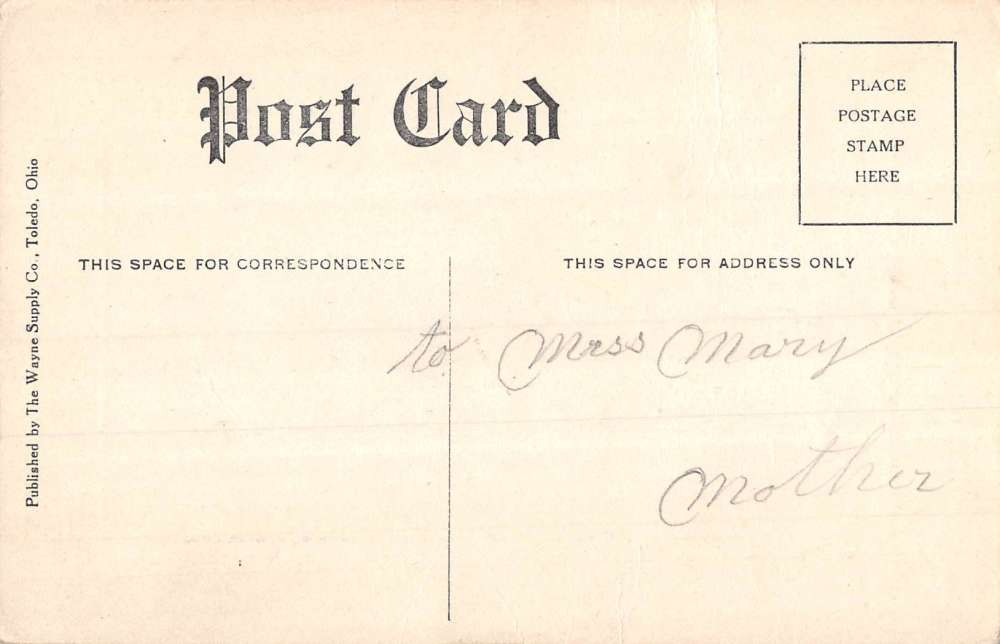 Post Card
PLACE
POSTAGE
STAMP
HERE
Published by The Wayne Supply Co., Toledo, Ohio
THIS SPACE FOR CORRESPONDENCE
THIS SPACE FOR ADDRESS ONLY
to Mrss Mary
Mother